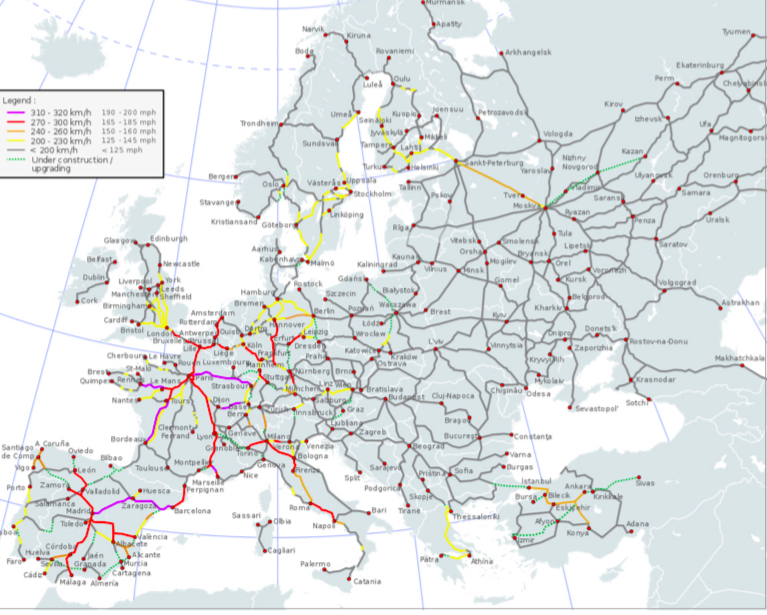 Murmansk
Apatity
Narvik
Kiruna
Tyumen
Bodø
Rovaniemi
Arkhangelsk
Ekaterinburg
Perm
Chelyabinsk
Luleå
Oulu
Legend :
310 - 320 km/h 190 - 200 mph
270 - 300 km/h 165 -185 mph
240 - 260 km/h 150 -160 mph
200 - 230 km/h 125 -145 mph
< 200 km/h < 125 mph
Under construction /
upgrading
Umeå
Seinäjoki
Kuopio
Joensuu
Petrozavodsk
Kirov
Izhevsk
Ufa
Magnitogorsk
Trondheim
Jyväskylä
Mikkeli
Sundsvall
Tampere
Lahti
Vologda
Kazan
Turku
Helsinki
Sankt-Peterburg
Yaroslavl
Nizhny
Novgorod
Ulyanovsk
Orenburg
Bergen
Oslo
Västerås
Uppsala
Stockholm
Tallinn
Pskov
Tver
Moskva
Vladimir
Saransk
Samara
Stavanger
Kristiansand
Linköping
Göteborg
Ryazan
Penza
Uralsk
Rīga
Tula
Glasgow
Edinburgh
Aarhus
Vitebsk
Smolensk
Lipetsk
Saratov
Belfast
Newcastle
København
Malmö
Kaliningrad
Kaunas
Vilnius
Orsha
Mogilev
Minsk
Bryansk
Orel
Voronezh
Dublin
York
Leeds
Liverpool
Manchester
Sheffield
Rostock
Gdańsk
Gomel
Kursk
Volgograd
Cork
Birmingham
Hamburg
Bremen
Szczecin
Białystok
Belgorod
Astrakhan
Cardiff
Bristol
London
Amsterdam
Rotterdam
Antwerpen
Hannover
Berlin
Poznań
Warszawa
Brest
Kyiv
Kharkiv
Bruxelles
Lille
Liège
Köln
Erfurt
Leipzig
Dresden
Łódź
Wrocław
L'viv
Vinnytsia
Dnipro
Donets'k
Zaporizhia
Rostov-na-Donu
Cherbourg
Le Havre
Rouen
Luxembourg
Frankfurt
Mannheim
Praha
Katowice
Kraków
Ostrava
Kryvyi Rih
Makhachkala
Brest
St-Malo
Quimper
Rennes
Le Mans
Paris
Strasbourg
Stuttgart
Nürnberg
Brno
Linz
Wien
Bratislava
Mykolaiv
Krasnodar
Nantes
Tours
Dijon
München
Salzburg
Budapest
Cluj-Napoca
Chişinău
Odesa
Sevastopol'
Sotchi
Basel
Bern
Zürich
Innsbruck
Graz
Clermont
Ferrand
Lyon
Genève
Ljubljana
Zagreb
Braşov
Bordeaux
Grenoble
Torino
Milano
Verona
Venezia
Beograd
Bucureşti
Constanţa
Santiago
de Comp.
A Coruña
Oviedo
Bilbao
Toulouse
Montpellier
Marseille
Nice
Genova
Bologna
Firenze
Split
Sarajevo
Priština
Sofia
Varna
Burgas
Vigo
León
Perpignan
Podgorica
Skopje
Istanbul
Bursa
Bilecik
Ankara
Kırıkkale
Sivas
Porto
Zamora
Valladolid
Huesca
Salamanca
Zaragoza
Barcelona
Madrid
Toledo
Sassari
Olbia
Roma
Napoli
Bari
Tirane
Thessaloniki
Eskişehir
Afyon
Konya
Adana
Izmir
València
Albacete
Alicante
Córdoba
Jaén
Huelva
Sevilla
Granada
Murcia
Cartagena
Faro
Cádiz
Málaga
Almería
Cagliari
Palermo
Catania
Patra
Athina